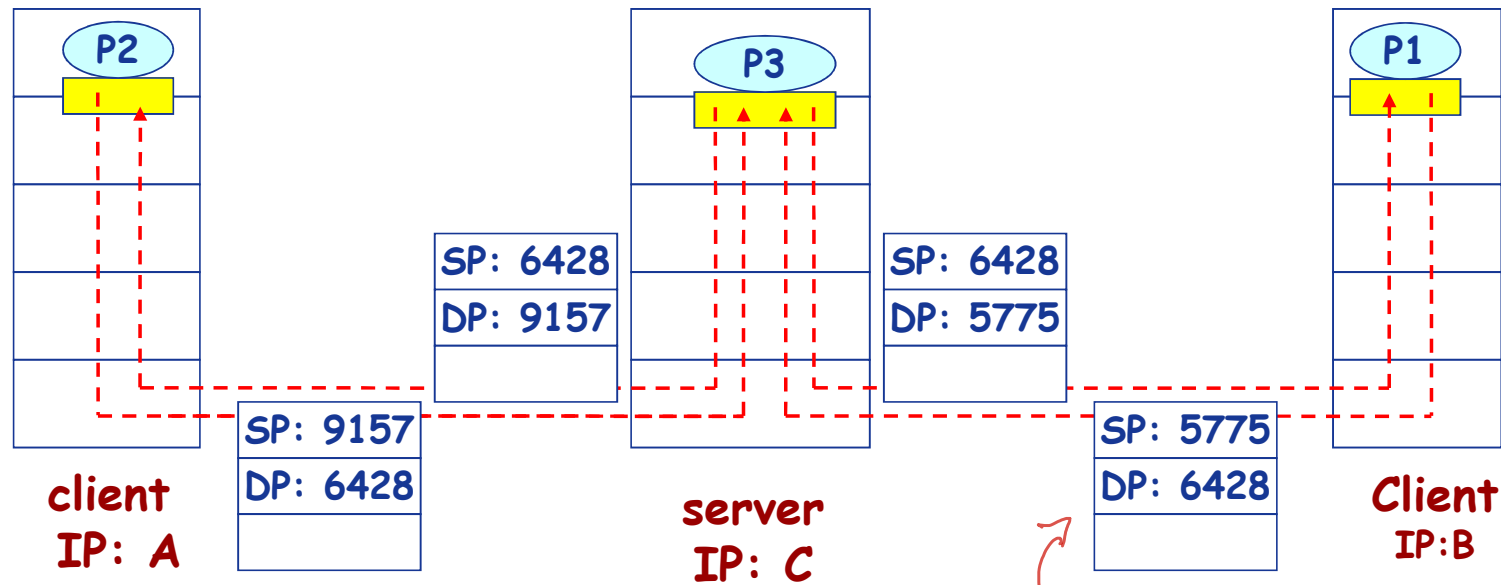 P2
P3
P1
SP: 6428
DP: 9157
SP: 6428
DP: 5775
SP: 9157
DP: 6428
SP: 5775
DP: 6428
client
IP: A
server
IP: C
Client
IP:B